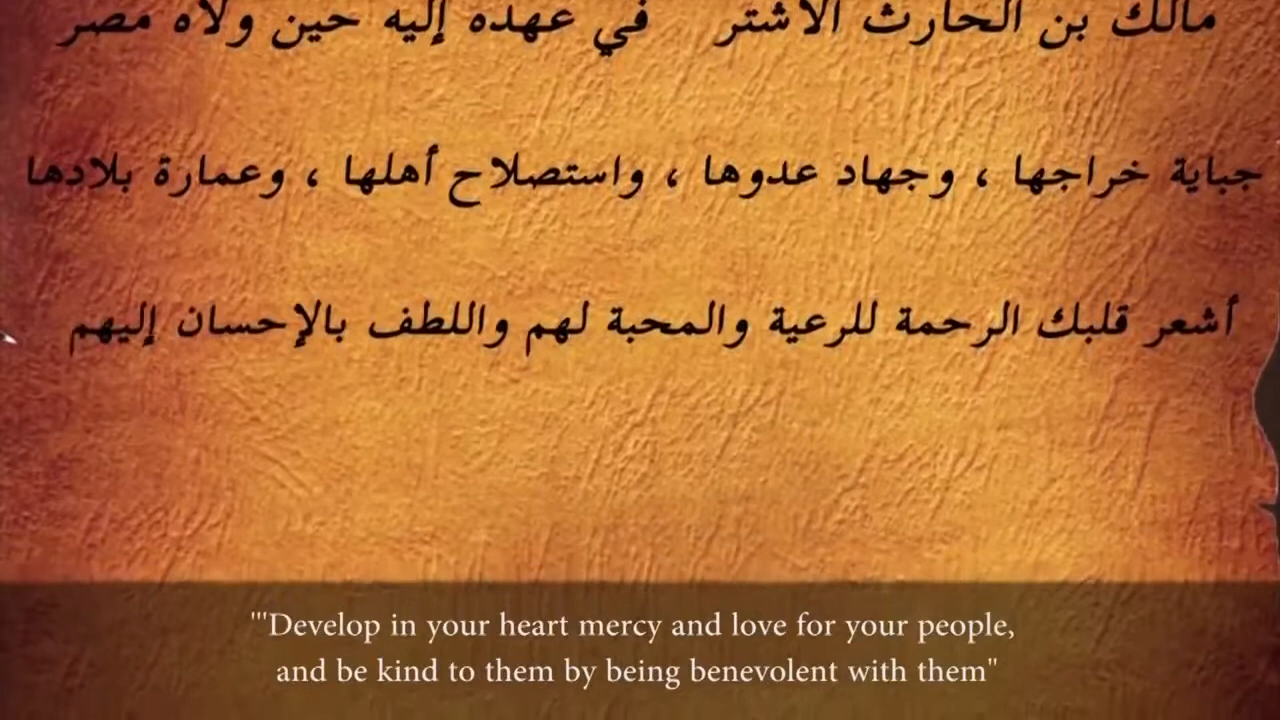 مالك بن الحارث الأشتر في عهده إليه حين ولاه مصر
جباية خراجها ، وجهاد عدوها ، واستصلاح أهلها ، وعمارة بلادها
أشعر قلبك الرحمة للرعية والمحبة لهم واللطف بالإحسان إليهم
"'Develop in your heart mercy and love for your people,
and be kind to them by being benevolent with them"